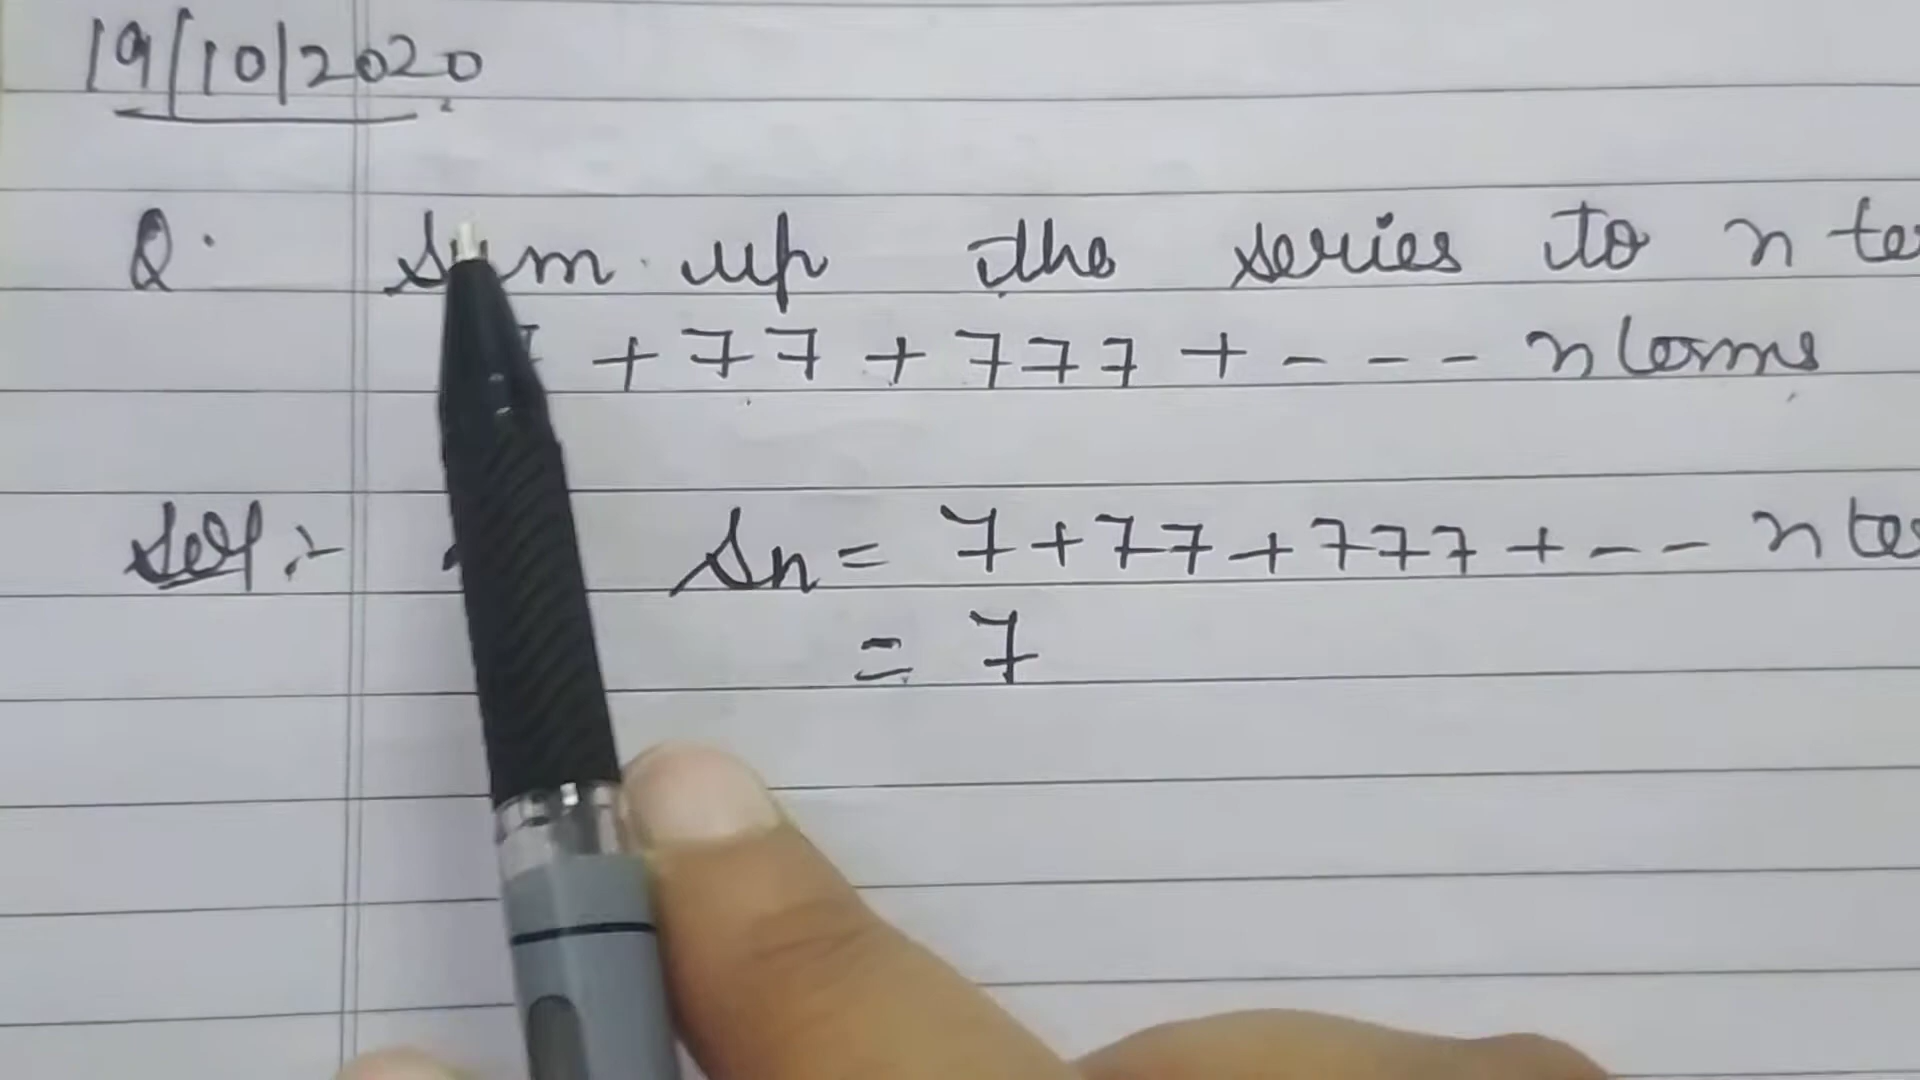 19/10/2020
Q. Sum up the series to n te
7 + 77 + 777 + - - - n terms
Sol :- Sn = 7 + 77 + 777 + - - n te
= 7